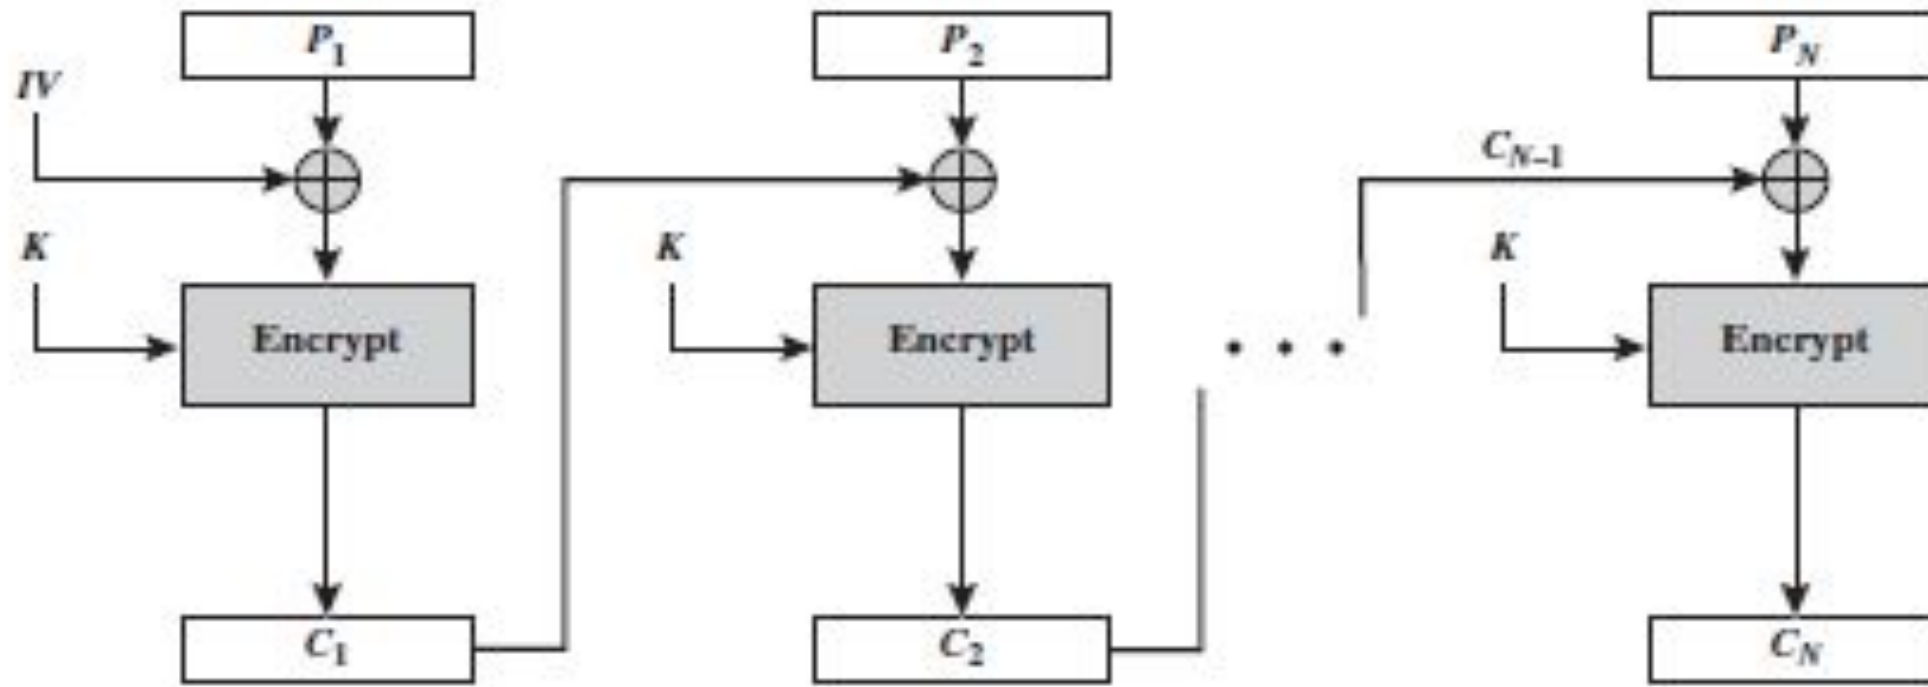 P1 P2 PN
IV
CN–1
K K K
Encrypt Encrypt Encrypt
. . .
C1 C2 CN